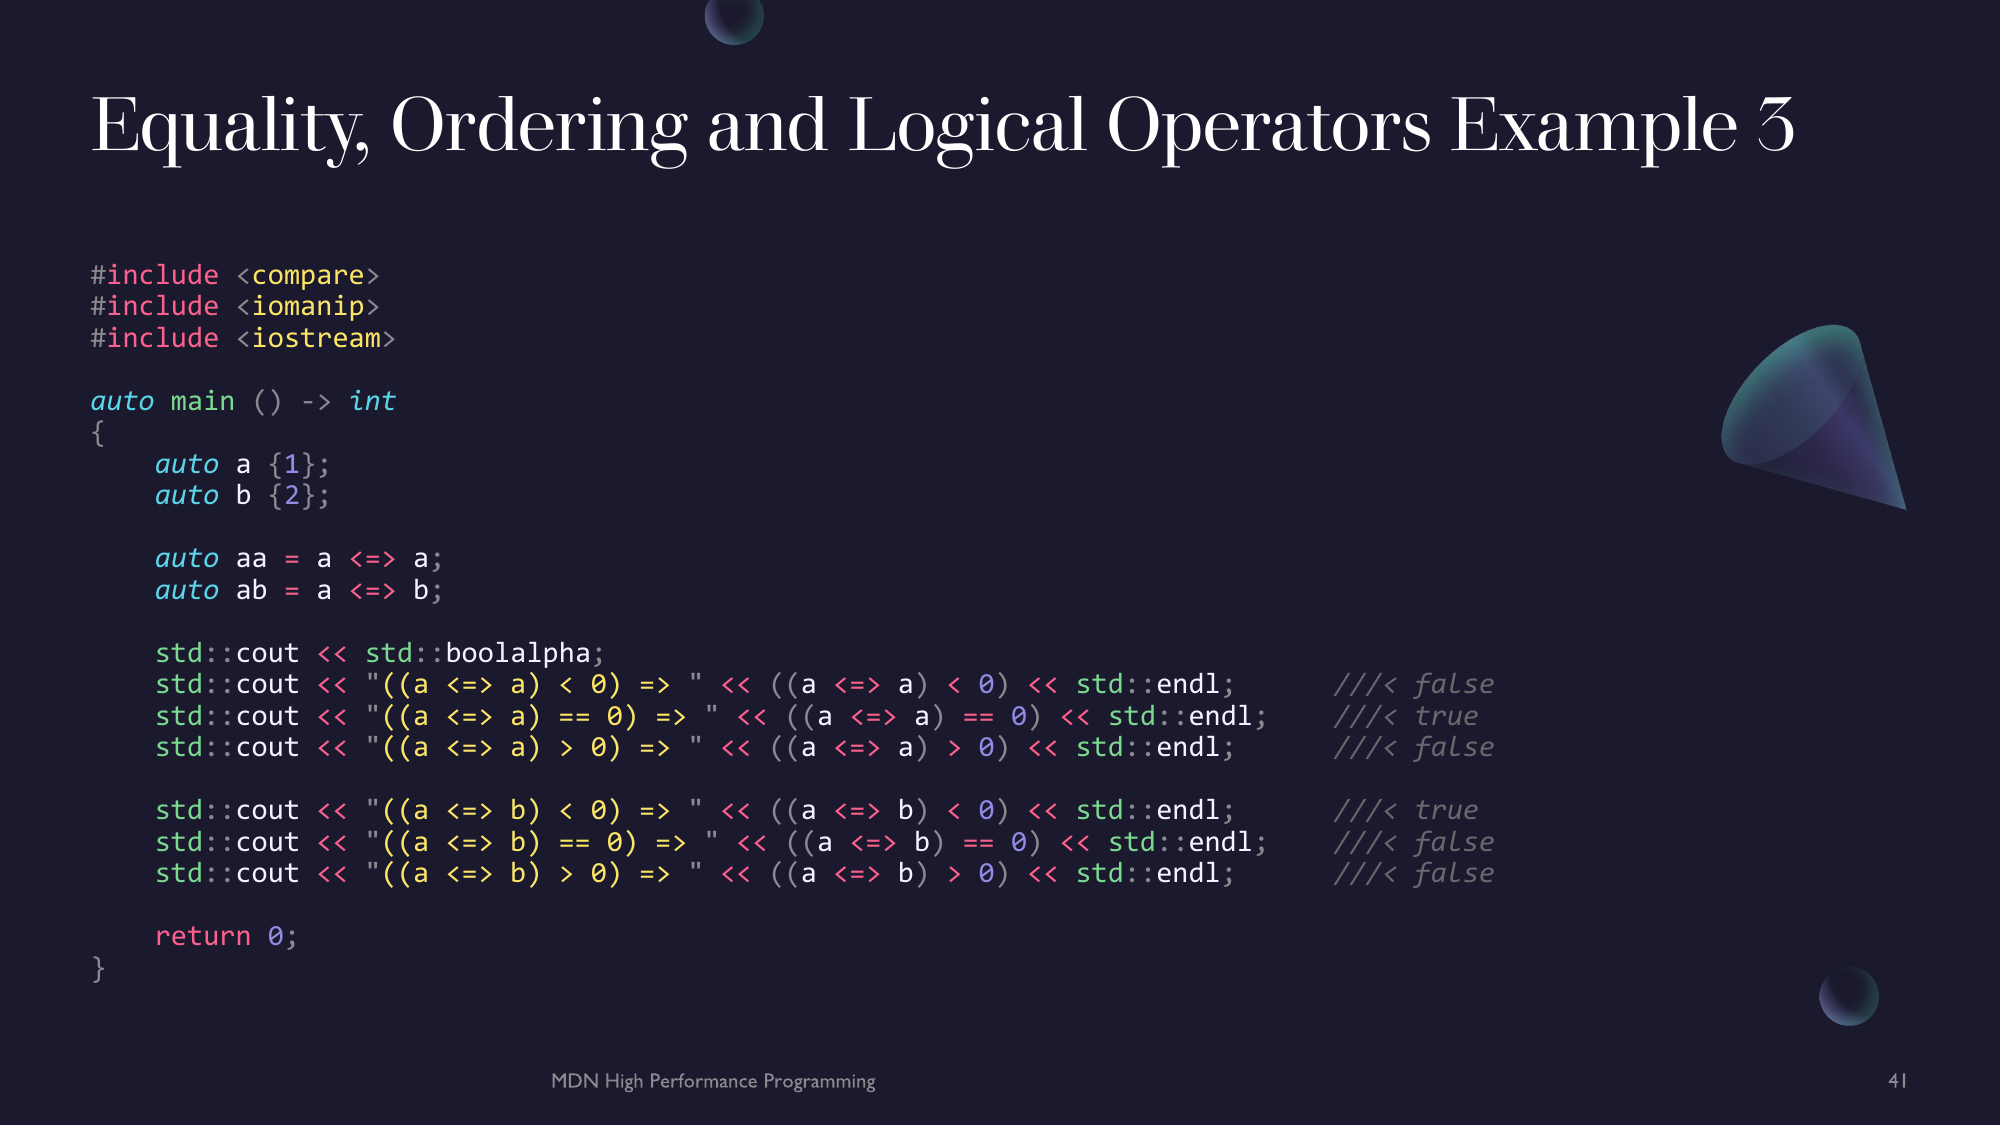 Equality, Ordering and Logical Operators Example 3
#include <compare>
#include <iomanip>
#include <iostream>
auto main () -> int
{
    auto a {1};
    auto b {2};
    auto aa = a <=> a;
    auto ab = a <=> b;
    std::cout << std::boolalpha;
    std::cout << "((a <=> a) < 0) => " << ((a <=> a) < 0) << std::endl;      ///< false
    std::cout << "((a <=> a) == 0) => " << ((a <=> a) == 0) << std::endl;    ///< true
    std::cout << "((a <=> a) > 0) => " << ((a <=> a) > 0) << std::endl;      ///< false
    std::cout << "((a <=> b) < 0) => " << ((a <=> b) < 0) << std::endl;      ///< true
    std::cout << "((a <=> b) == 0) => " << ((a <=> b) == 0) << std::endl;    ///< false
    std::cout << "((a <=> b) > 0) => " << ((a <=> b) > 0) << std::endl;      ///< false
    return 0;
}
MDN High Performance Programming
41